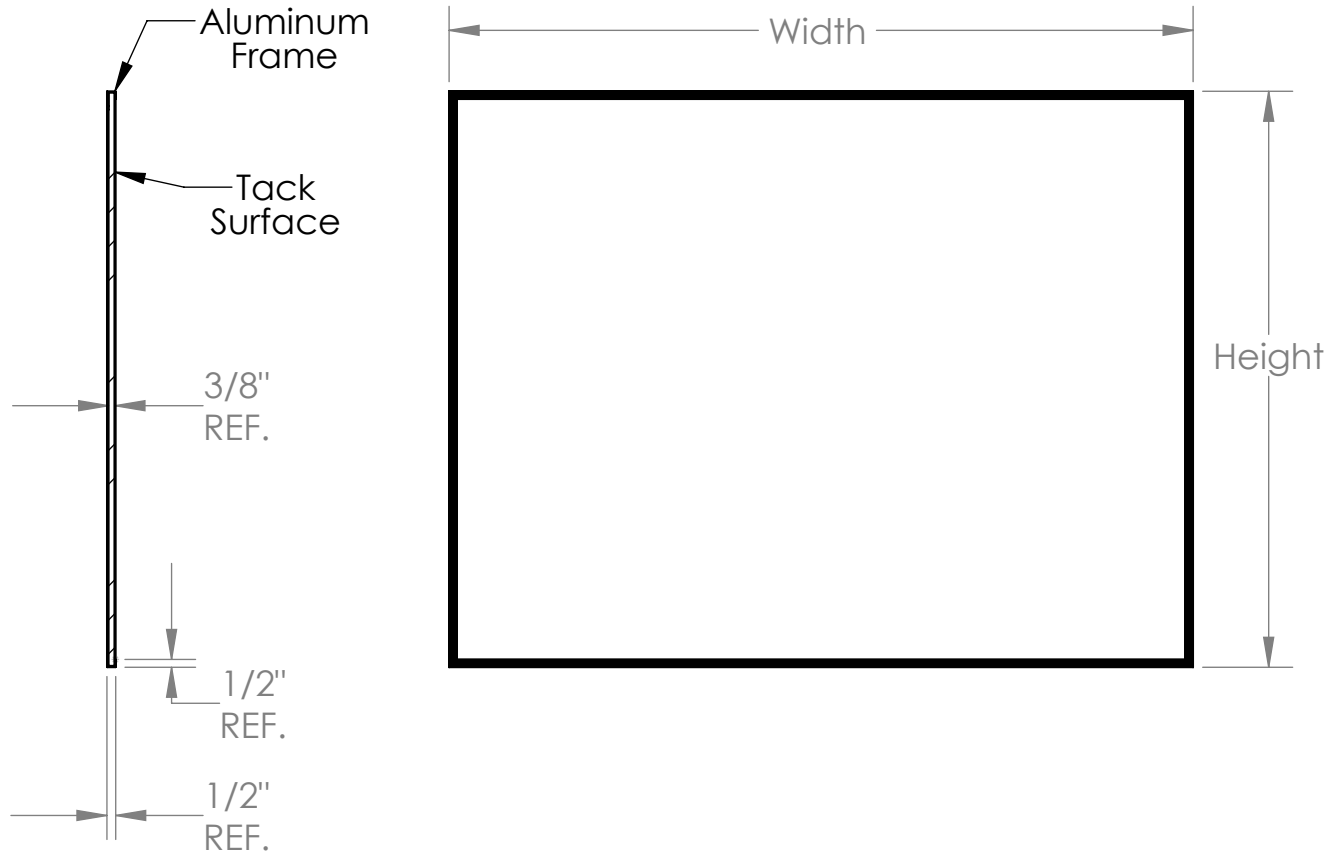 Aluminum
Frame
Width
Tack
Surface
Height
3/8"
REF.
1/2"
REF.
1/2"
REF.